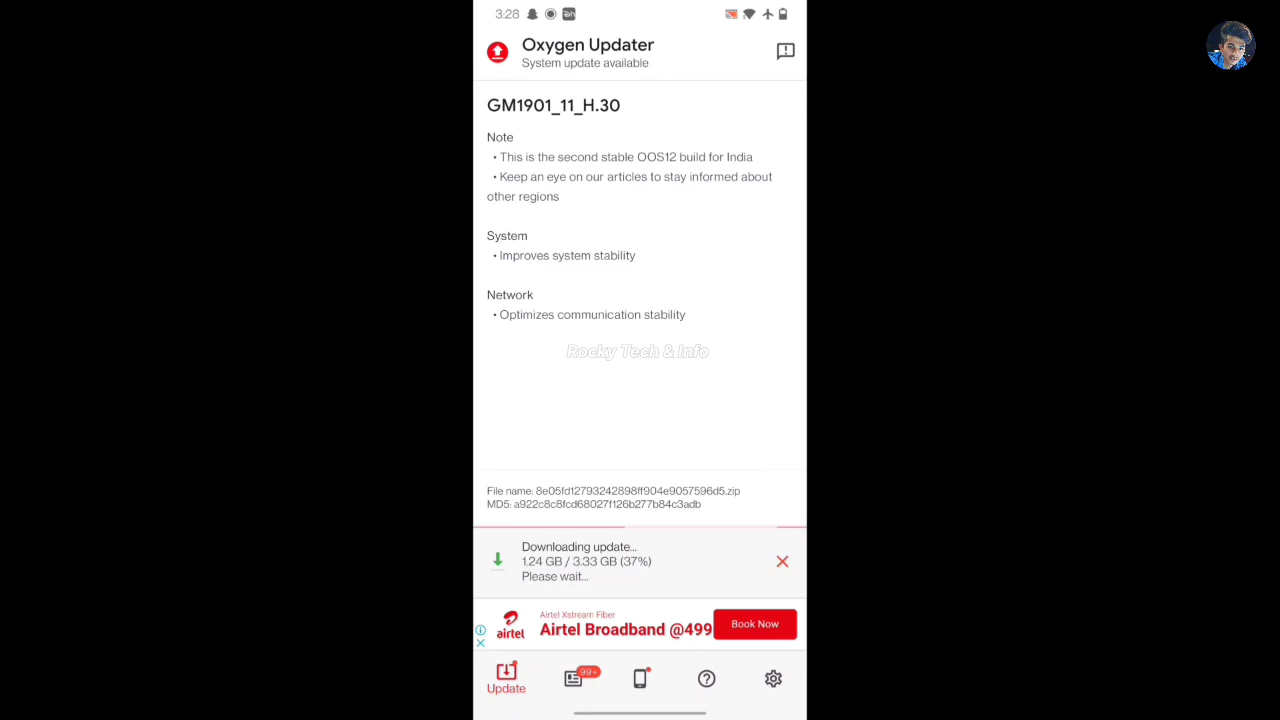 3:28
Oxygen Updater
System update available
GM1901_11_H.30
Note
• This is the second stable OOS12 build for India
• Keep an eye on our articles to stay informed about
other regions
System
• Improves system stability
Network
• Optimizes communication stability
Rocky Tech & Info
File name: 8e05fd12793242898ff904e9057596d5.zip
MD5: a922c8c8fcd68027f126b277b84c3adb
Downloading update...
1.24 GB / 3.33 GB (37%)
Please wait...
Airtel Xstream Fiber
airtel
Airtel Broadband @499
Book Now
99+
Update